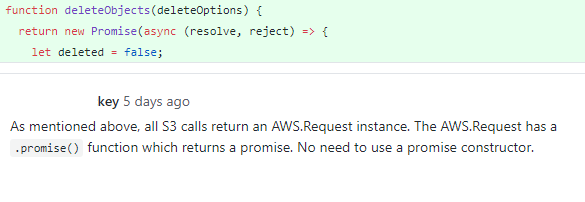 function deleteObjects(deleteOptions) {
return new Promise(async (resolve, reject) => {
let deleted = false;
key 5 days ago
As mentioned above, all S3 calls return an AWS.Request instance. The AWS.Request has a
.promise() function which returns a promise. No need to use a promise constructor.